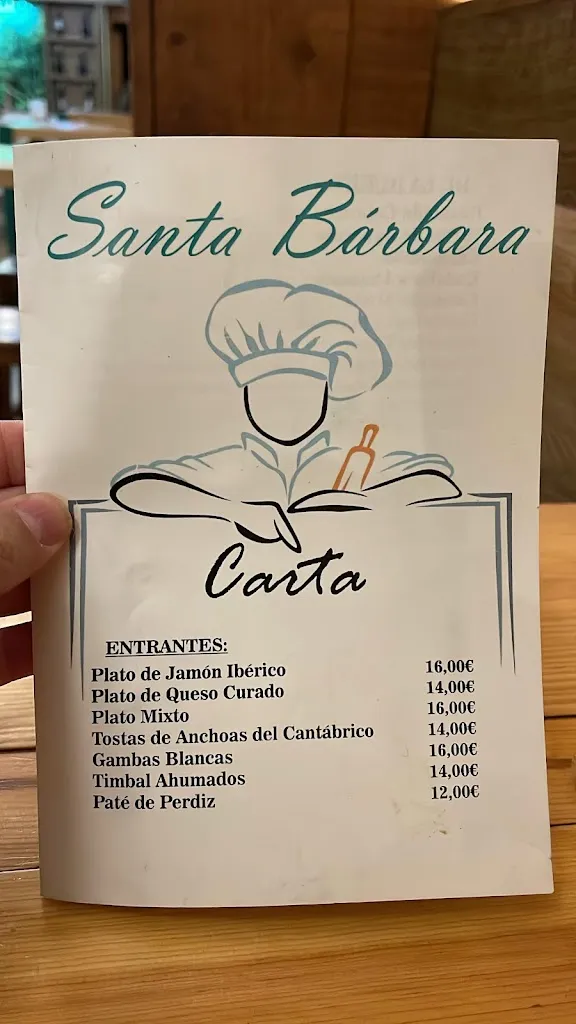 Santa Bárbara
Carta
ENTRANTES:
Plato de Jamón Ibérico 16,00€
Plato de Queso Curado 14,00€
Plato Mixto 16,00€
Tostas de Anchoas del Cantábrico 14,00€
Gambas Blancas 16,00€
Timbal Ahumados 14,00€
Paté de Perdiz 12,00€